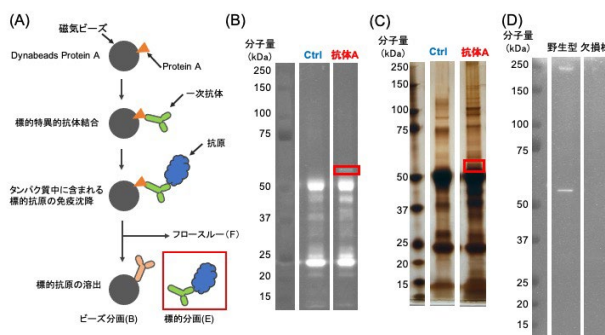 (A)
磁気ビーズ
Dynabeads Protein A
Protein A
一次抗体
標的特異的抗体結合
抗原
タンパク質中に含まれる
標的抗原の免疫沈降
フロースルー(F)
標的抗原の溶出
ビーズ分画(B)
標的分画(E)
(B)
分子量
(kDa)
Ctrl
抗体A
250
150
100
75
50
37
25
20
15
(C)
分子量
(kDa)
Ctrl
抗体A
250
150
100
75
50
37
25
20
15
(D)
分子量
(kDa)
野生型
欠損株
250
150
100
75
50
37
25
20
15